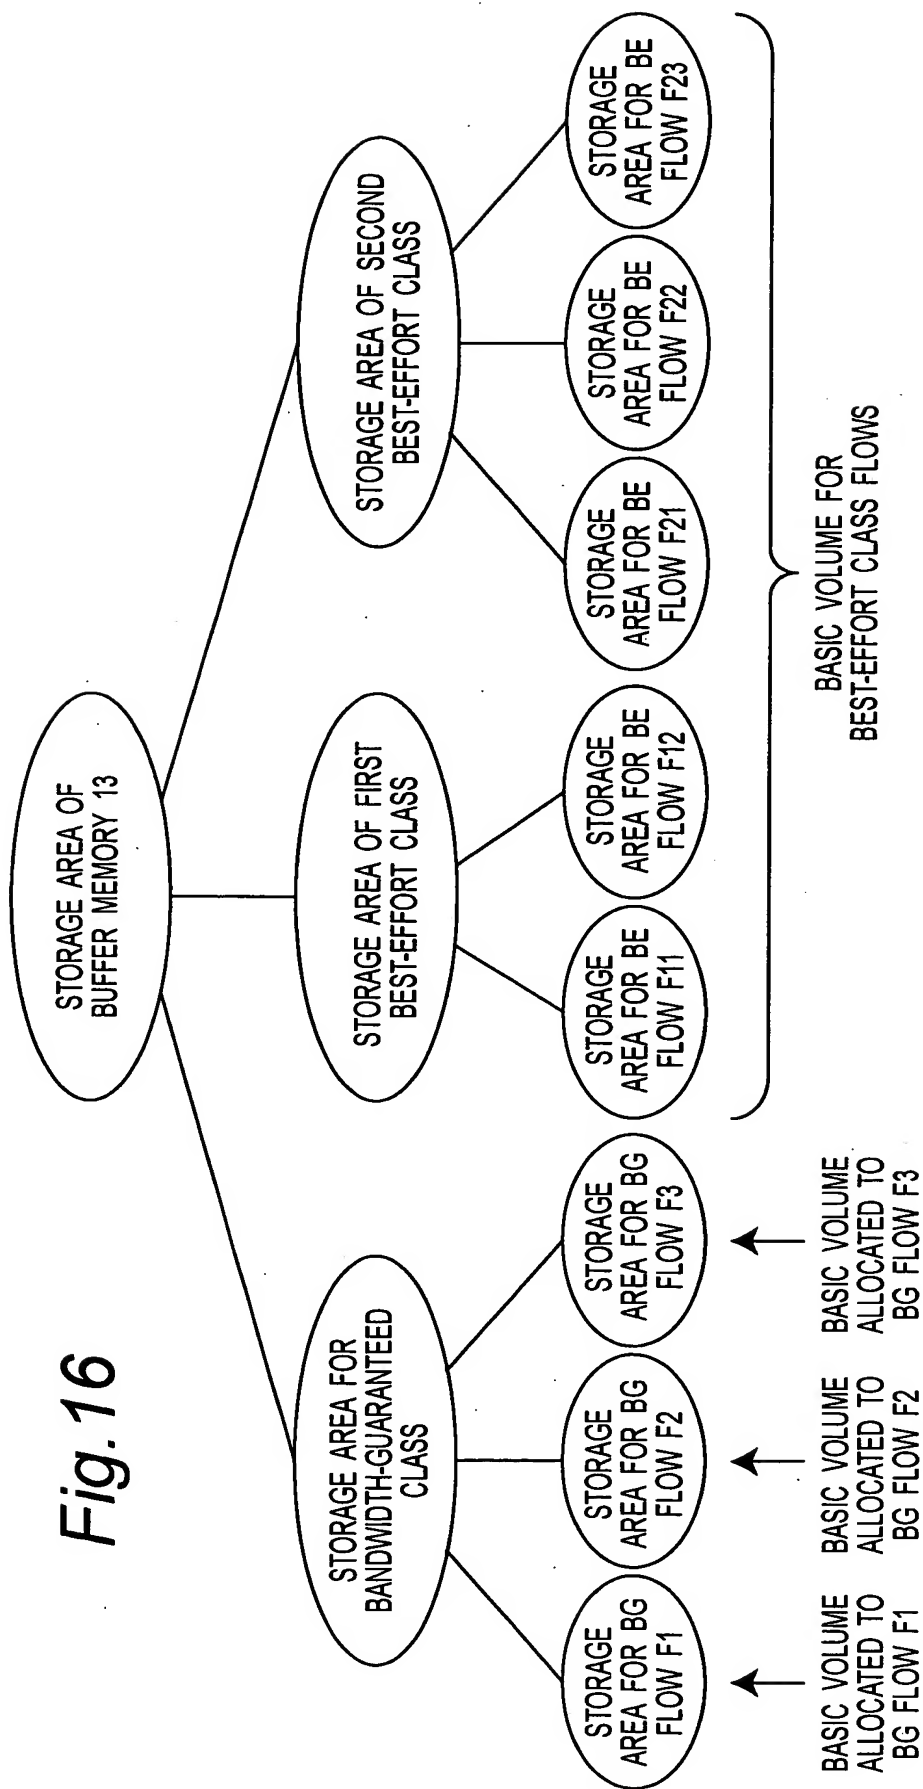 Fig.16
STORAGE AREA OF
BUFFER MEMORY 13
STORAGE AREA FOR
BANDWIDTH-GUARANTEED
CLASS
STORAGE AREA OF FIRST
BEST-EFFORT CLASS
STORAGE AREA OF SECOND
BEST-EFFORT CLASS
STORAGE
AREA FOR BG
FLOW F1
STORAGE
AREA FOR BG
FLOW F2
STORAGE
AREA FOR BG
FLOW F3
STORAGE
AREA FOR BE
FLOW F11
STORAGE
AREA FOR BE
FLOW F12
STORAGE
AREA FOR BE
FLOW F21
STORAGE
AREA FOR BE
FLOW F22
STORAGE
AREA FOR BE
FLOW F23
BASIC VOLUME
ALLOCATED TO
BG FLOW F1
BASIC VOLUME
ALLOCATED TO
BG FLOW F2
BASIC VOLUME
ALLOCATED TO
BG FLOW F3
BASIC VOLUME FOR
BEST-EFFORT CLASS FLOWS